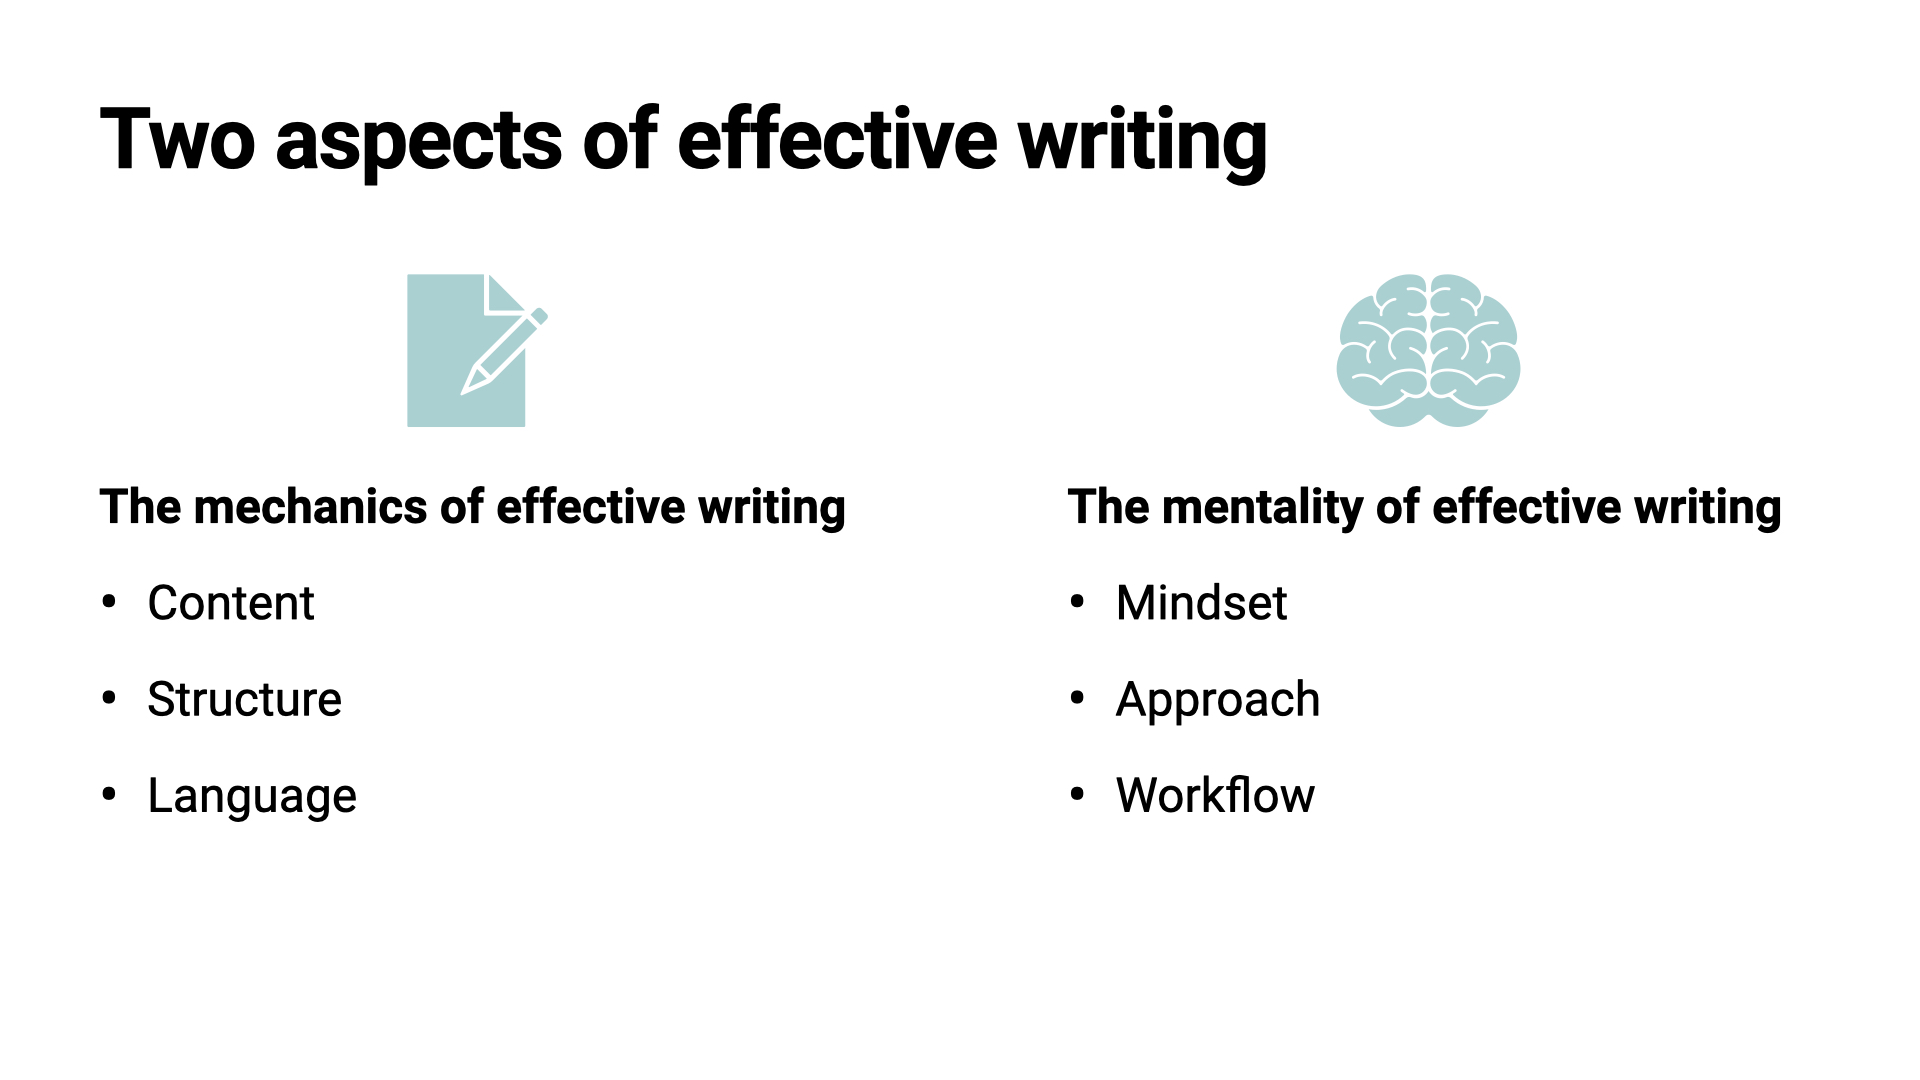 Two aspects of effective writing
The mechanics of effective writing
• Content
• Structure
• Language
The mentality of effective writing
• Mindset
• Approach
• Workflow